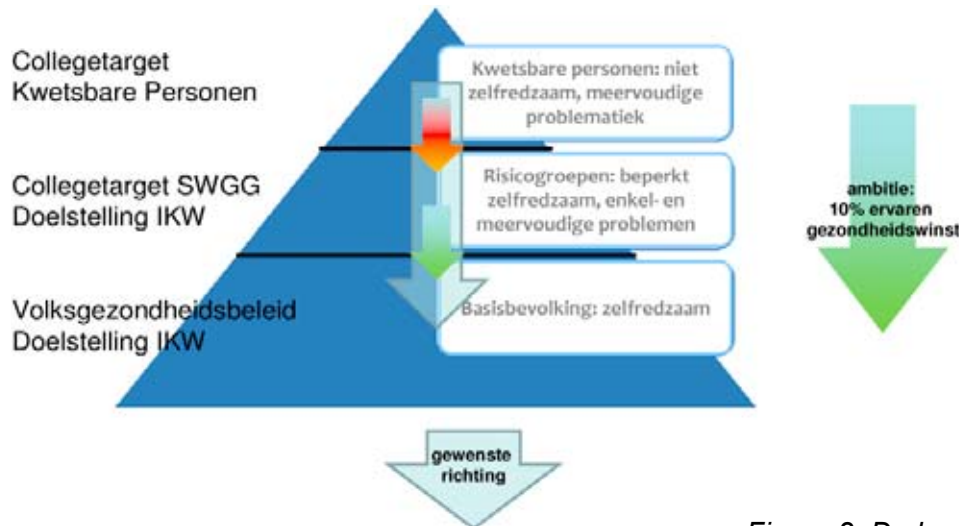 Collegetarget
Kwetsbare Personen
Kwetsbare personen: niet
zelfredzaam, meervoudige
problematiek
Collegetarget SWGG
Doelstelling IKW
Risicogroepen: beperkt
zelfredzaam, enkel- en
meervoudige problemen
ambitie:
10% ervaren
gezondheidswinst
Volksgezondheidsbeleid
Doelstelling IKW
Basisbevolking: zelfredzaam
gewenste
richting